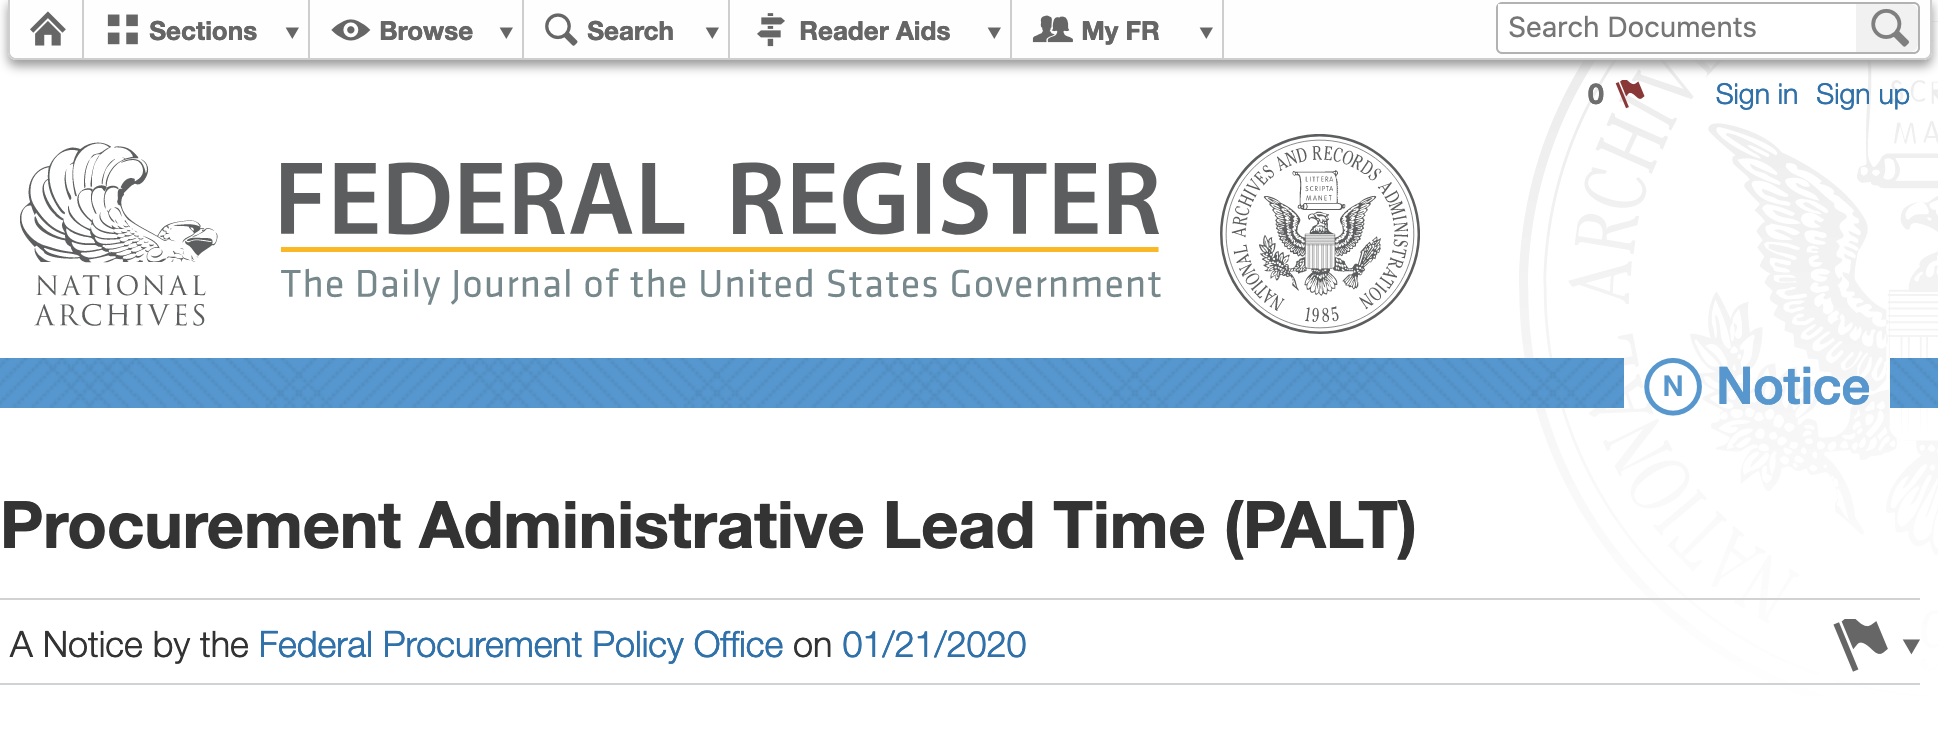 Sections ▼ Browse ▼ Search ▼ Reader Aids ▼ My FR ▼ Search Documents
0 Sign in Sign up
NATIONAL
ARCHIVES
FEDERAL REGISTER
The Daily Journal of the United States Government
NATIONAL ARCHIVES AND RECORDS ADMINISTRATION
LITTERA
SCRIPTA
MANET
1985
N Notice
Procurement Administrative Lead Time (PALT)
A Notice by the Federal Procurement Policy Office on 01/21/2020 ▼